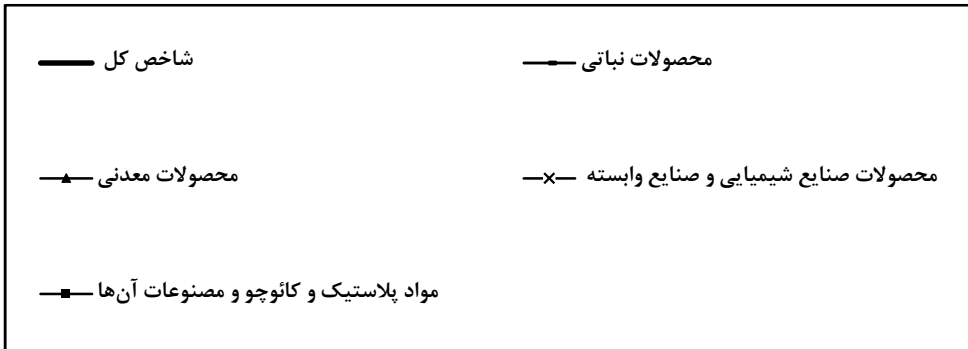 محصولات نباتی
شاخص کل
محصولات صنایع شیمیایی و صنایع وابسته
محصولات معدنی
مواد پلاستیک و کائوچو و مصنوعات آن‌ها